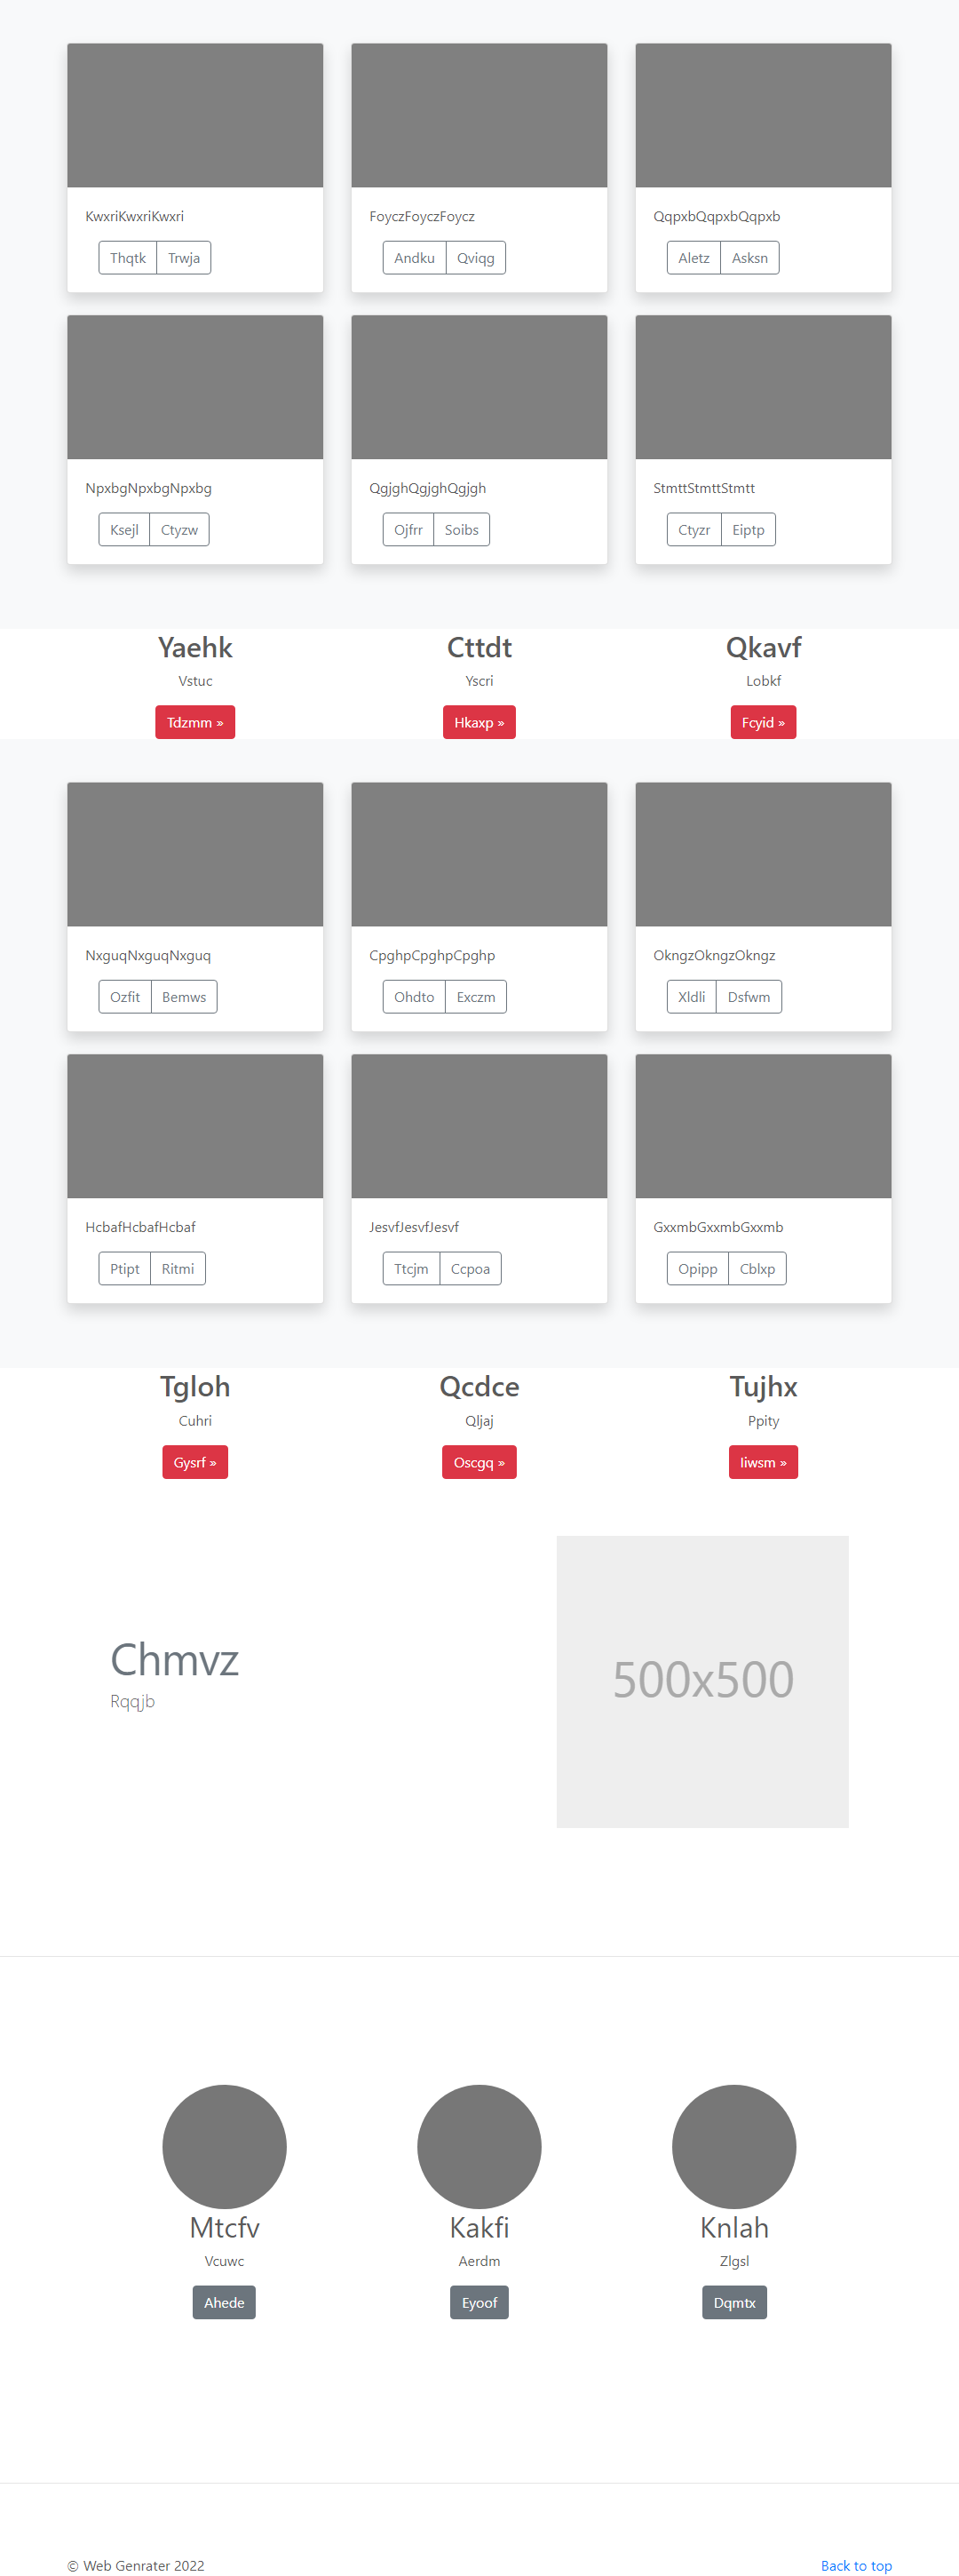 KwxriKwxriKwxri FoyczFoyczFoycz QqpxbQqpxbQqpxb
Thqtk Trwja Andku Qviqg Aletz Asksn
NpxbgNpxbgNpxbg QgjghQgjghQgjgh StmttStmttStmtt
Ksejl Ctyzw Ojfrr Soibs Ctyzr Eiptp
Yaehk Cttdt Qkavf
Vstuc Yscri Lobkf
Tdzmm » Hkaxp » Fcyid »
NxguqNxguqNxguq CpghpCpghpCpghp OkngzOkngzOkngz
Ozfit Bemws Ohdto Exczm Xldli Dsfwm
HcbafHcbafHcbaf JesvfJesvfJesvf GxxmbGxxmbGxxmb
Ptipt Ritmi Ttcjm Ccpoa Opipp Cblxp
Tgloh Qcdce Tujhx
Cuhri Qljaj Ppity
Gysrf » Oscgq »
Chmvz
Rqqjb
500x500
Mtcfv Kakfi Knlah
Vcuwc Aerdm Zlgsl
Ahede Eyoof Dqmtx
© Web Genrater 2022 Back to top